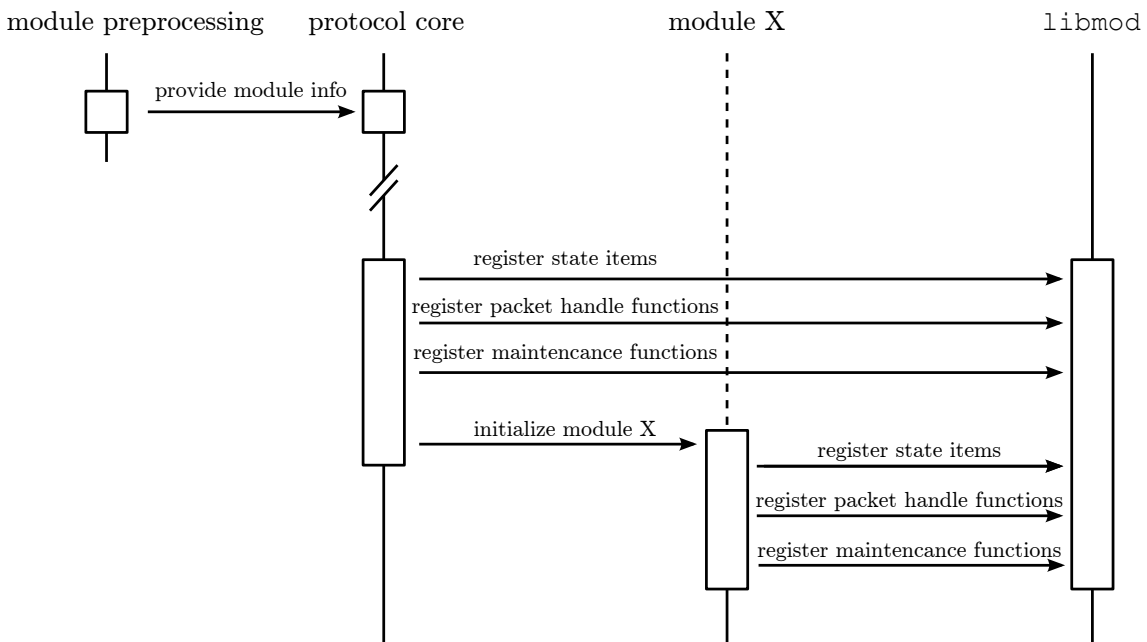 module preprocessing
protocol core
module X
libmod
provide module info
register state items
register packet handle functions
register maintencance functions
initialize module X
register state items
register packet handle functions
register maintencance functions